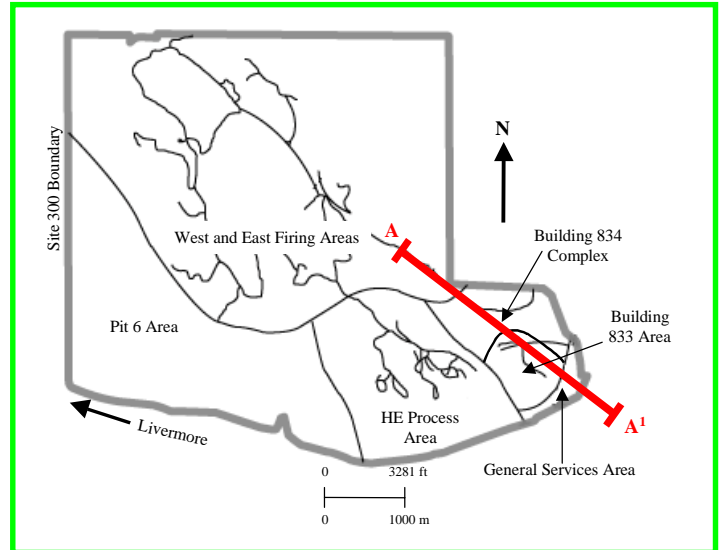 N
Site 300 Boundary
A
West and East Firing Areas
Building 834
Complex
Building
833 Area
Pit 6 Area
HE Process
Area
A¹
Livermore
General Services Area
0 3281 ft
0 1000 m